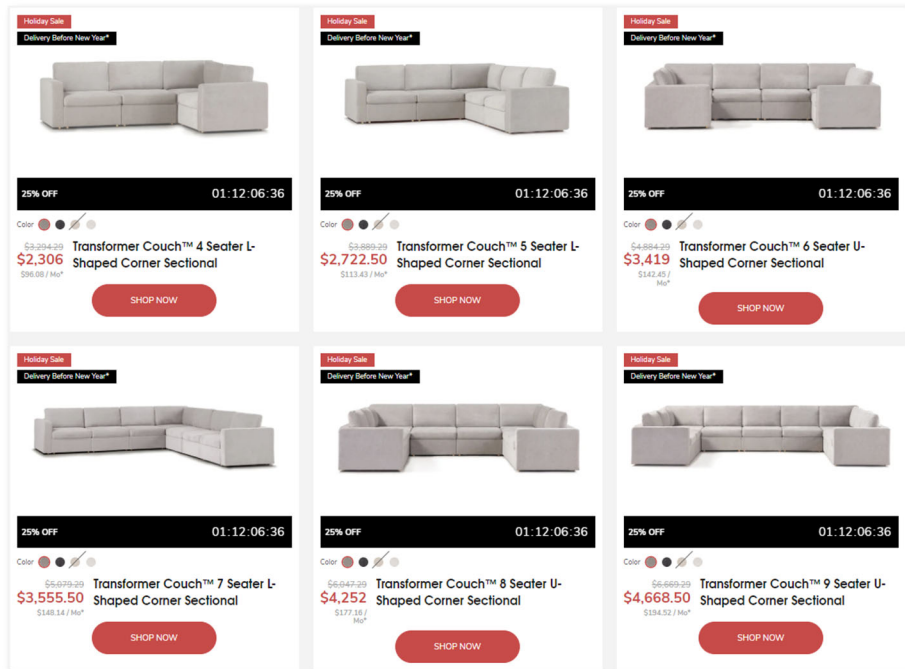 Holiday Sale
Delivery Before New Year*
25% OFF 01:12:06:36
Color
$3,294.29
$2,306
$96.08 / Mo*
Transformer Couch™ 4 Seater L-
Shaped Corner Sectional
SHOP NOW
Holiday Sale
Delivery Before New Year*
25% OFF 01:12:06:36
Color
$3,889.29
$2,722.50
$113.43 / Mo*
Transformer Couch™ 5 Seater L-
Shaped Corner Sectional
SHOP NOW
Holiday Sale
Delivery Before New Year*
25% OFF 01:12:06:36
Color
$4,884.29
$3,419
$142.45 /
Mo*
Transformer Couch™ 6 Seater U-
Shaped Corner Sectional
SHOP NOW
Holiday Sale
Delivery Before New Year*
25% OFF 01:12:06:36
Color
$5,079.29
$3,555.50
$148.14 / Mo*
Transformer Couch™ 7 Seater L-
Shaped Corner Sectional
SHOP NOW
Holiday Sale
Delivery Before New Year*
25% OFF 01:12:06:36
Color
$6,047.29
$4,252
$177.16 /
Mo*
Transformer Couch™ 8 Seater U-
Shaped Corner Sectional
SHOP NOW
Holiday Sale
Delivery Before New Year*
25% OFF 01:12:06:36
Color
$6,669.29
$4,668.50
$194.52 / Mo*
Transformer Couch™ 9 Seater U-
Shaped Corner Sectional
SHOP NOW